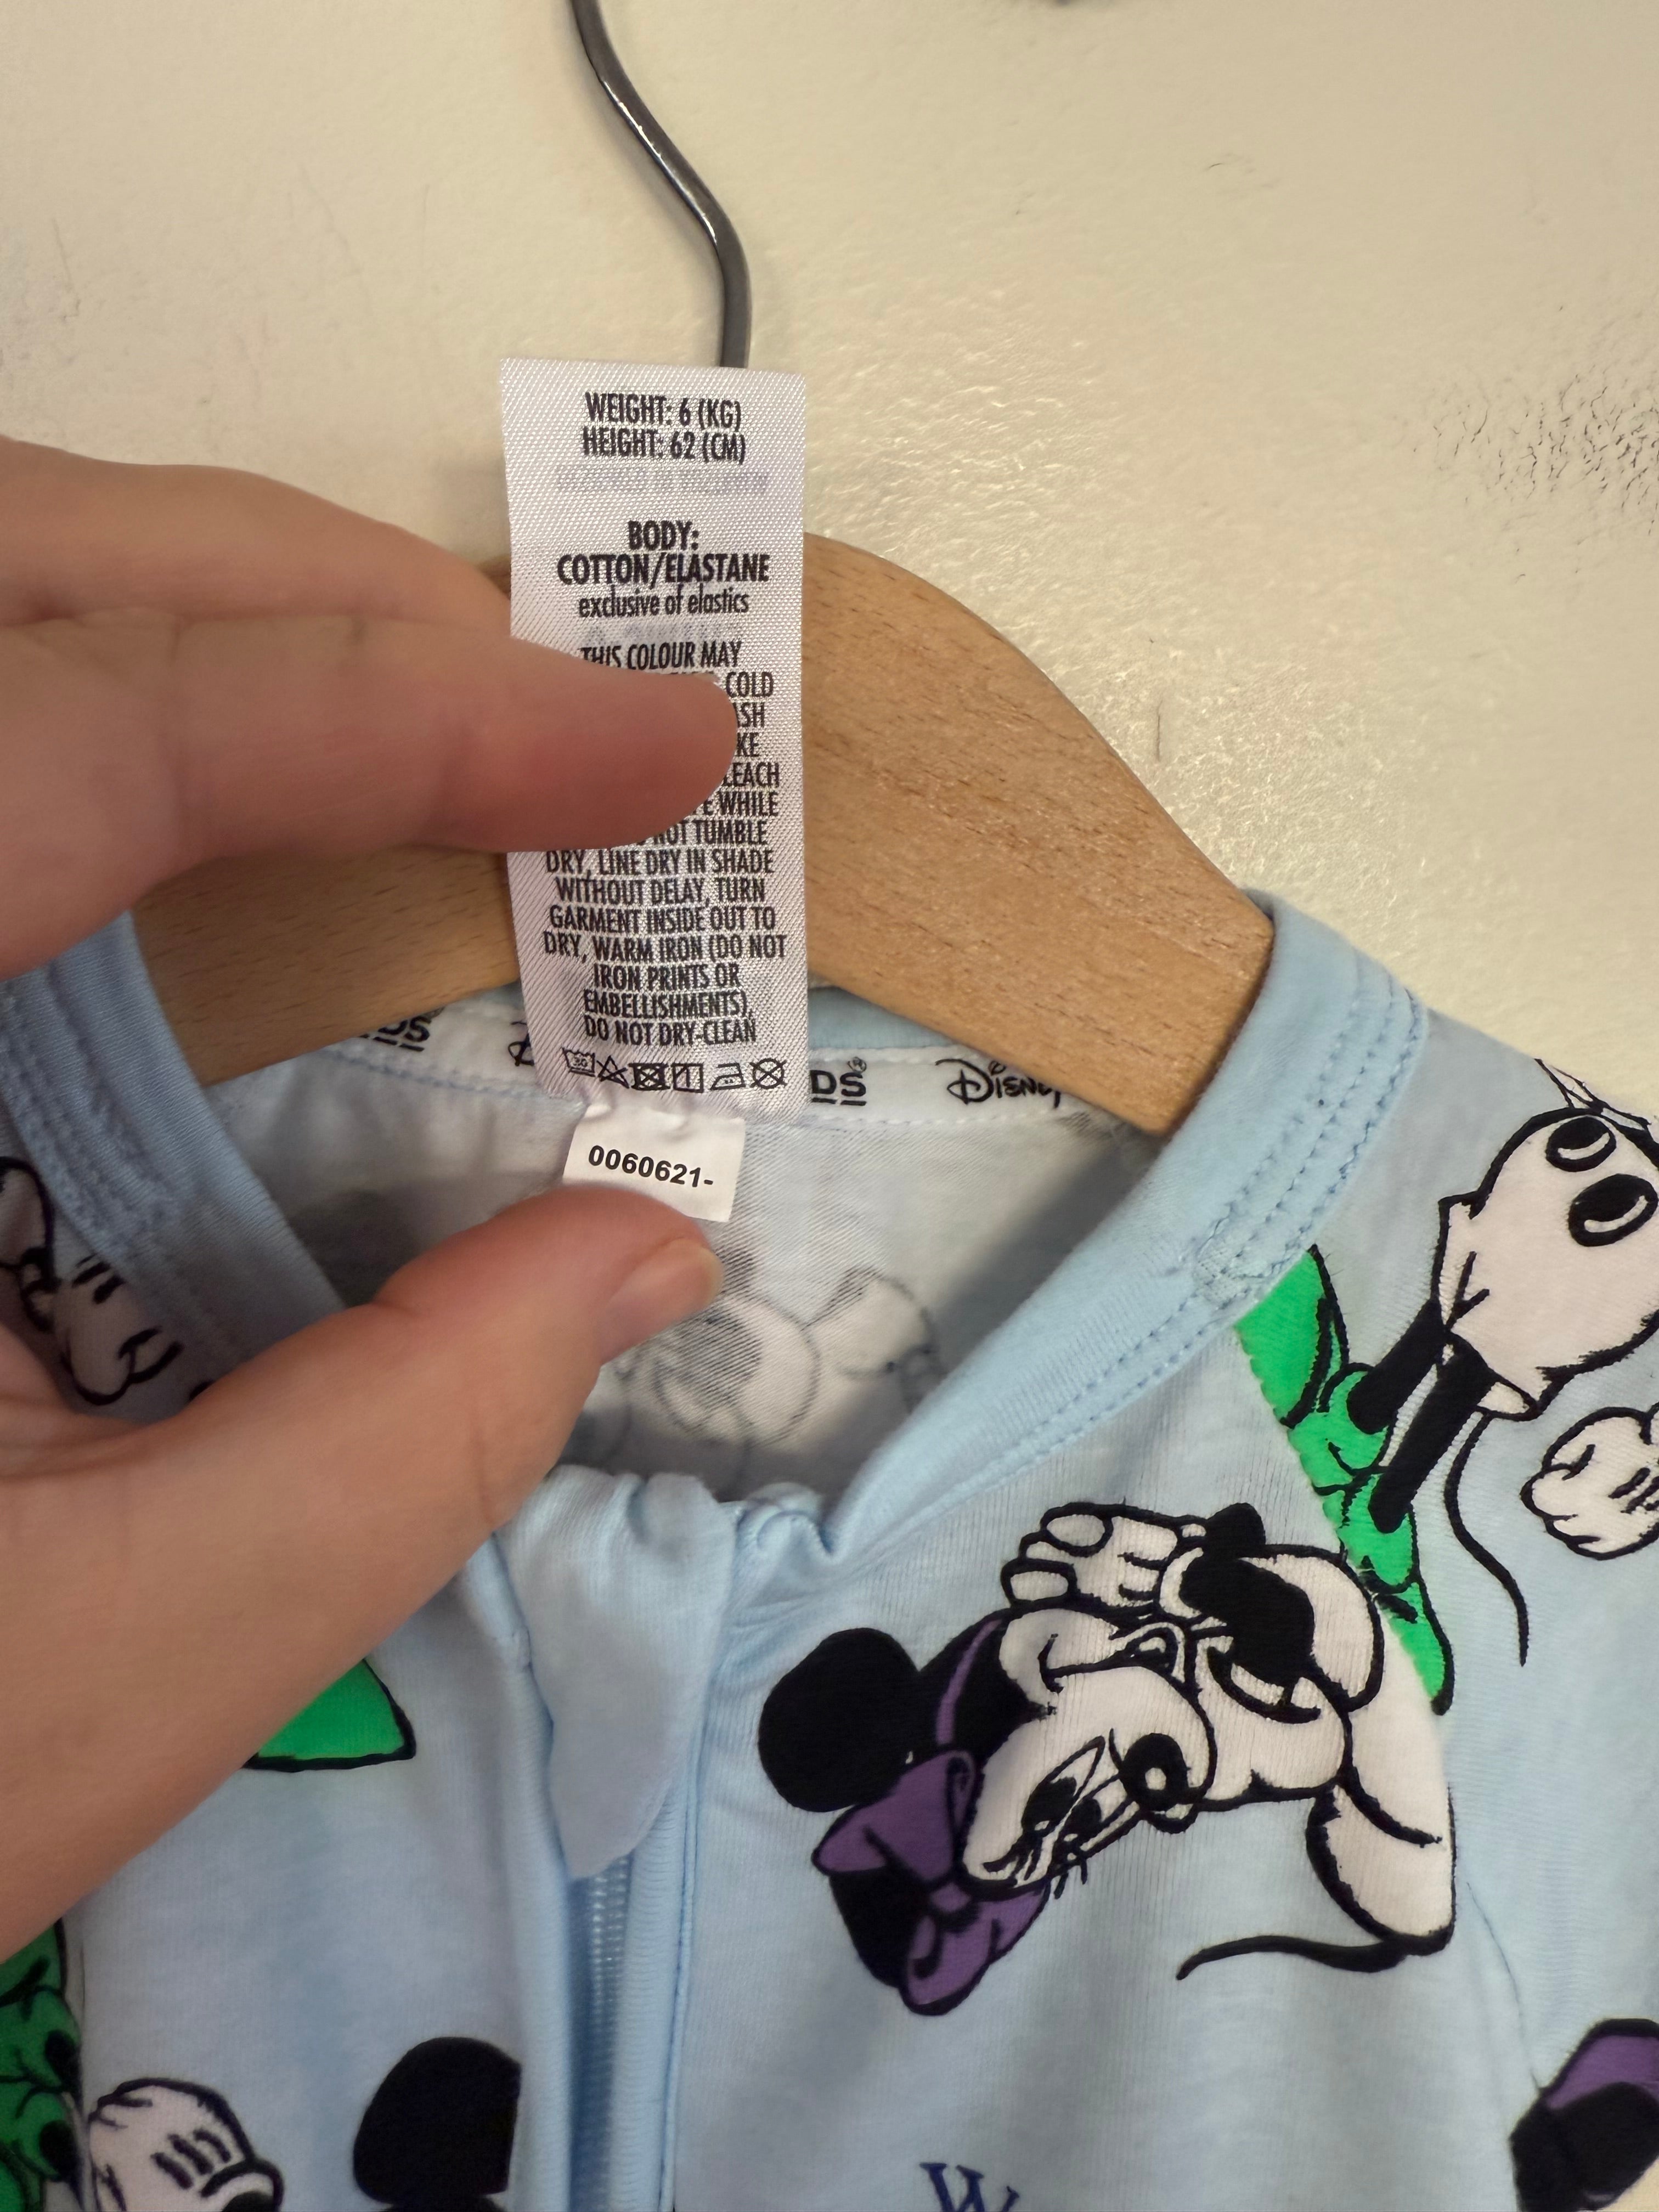 WEIGHT: 6 (KG)
HEIGHT: 62 (CM)
BODY:
COTTON/ELASTANE
exclusive of elastics
THIS COLOUR MAY
COLD
WHILE
TUMBLE
DRY, LINE DRY IN SHADE
WITHOUT DELAY, TURN
GARMENT INSIDE OUT TO
DRY, WARM IRON (DO NOT
IRON PRINTS OR
EMBELLISHMENTS),
DO NOT DRY-CLEAN
30
DS DS® Disney
0060621-
W